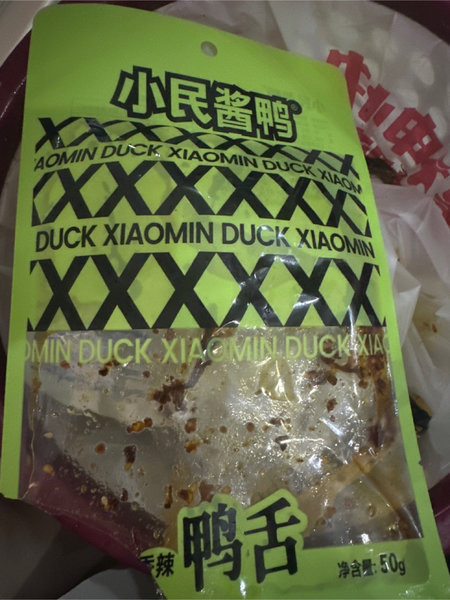 小民酱鸭®
AOMIN DUCK XIAOMIN DUCK XIAOM
DUCK XIAOMIN DUCK XIAOMIN
OMIN DUCK XIAOMIN DUCK XIAO
香辣
鸭舌
净含量: 50g